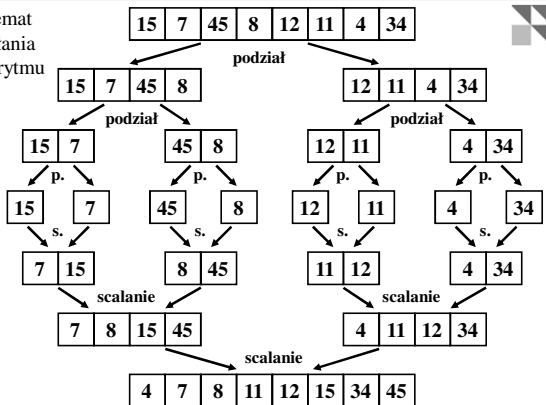 emat
tania
rytmu
15 7 45 8 12 11 4 34
podział
15 7 45 8 12 11 4 34
podział podział
15 7 45 8 12 11 4 34
p. p. p. p.
15 7 45 8 12 11 4 34
s. s. s. s.
7 15 8 45 11 12 4 34
scalanie scalanie
7 8 15 45 4 11 12 34
scalanie
4 7 8 11 12 15 34 45